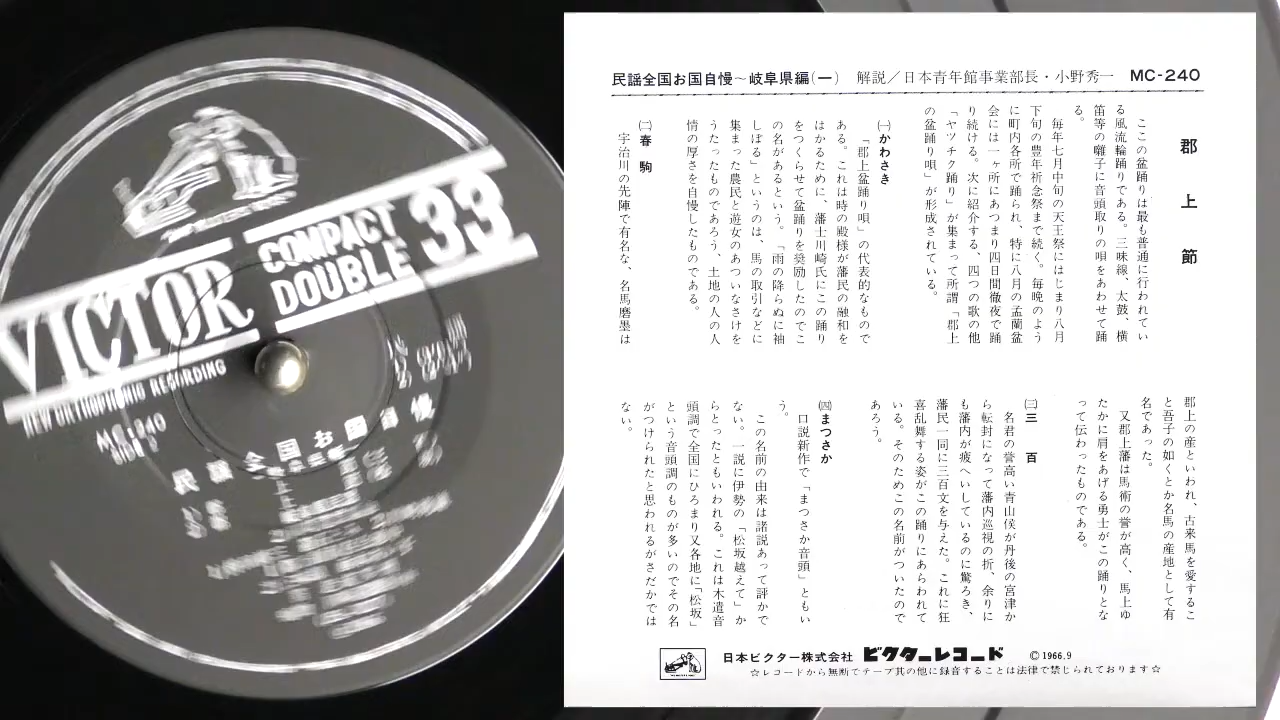 VICTOR
COMPACT
DOUBLE
33
NEW ORTHOPHONIC RECORDING
民謡全国お国自慢
民謡全国お国自慢～岐阜県編(一) 解説／日本青年館事業部長・小野秀一 MC-240
郡上節
ここの盆踊りは最も普通に行われてい
る風流輪踊りである。三味線、太鼓、横
笛等の囃子に音頭取りの唄をあわせて踊
る。
毎年七月中旬の天王祭にはじまり八月
下旬の豊年祈念祭まで続く。毎晩のよう
に町内各所で踊られ、特に八月の孟蘭盆
会には一ヶ所にあつまり四日間徹夜で踊
り続ける。次に紹介する、四つの歌の他
「ヤツチク踊り」が集まって所謂「郡上
の盆踊り唄」が形成されている。
㈠かわさき
「郡上盆踊り唄」の代表的なもので
ある。これは時の殿様が藩民の融和を
はかるために、藩士川崎氏にこの踊り
をつくらせて盆踊りを奨励したのでこ
の名があるという。「雨の降らぬに袖
しぼる」というのは、馬の取引などに
集まった農民と遊女のあついなさけを
うたったものであろう、土地の人の人
情の厚さを自慢したものである。
㈡春駒
宇治川の先陣で有名な、名馬磨墨は
郡上の産といわれ、古来馬を愛するこ
と吾子の如くとか名馬の産地として有
名であった。
又郡上藩は馬術の誉が高く、馬上ゆ
たかに肩をあげる勇士がこの踊りとな
って伝わったものである。
㈢三百
名君の誉高い青山侯が丹後の宮津か
ら転封になって藩内巡視の折、余りに
も藩内が疲へいしているのに驚ろき、
藩民一同に三百文を与えた。これに狂
喜乱舞する姿がこの踊りにあらわれて
いる。そのためこの名前がついたので
あろう。
㈣まつさか
口説新作で「まつさか音頭」ともい
う。
この名前の由来は諸説あって評かで
ない。一説に伊勢の「松坂越えて」か
らとったともいわれる。これは木遣音
頭調で全国にひろまり又各地に「松坂」
という音頭調のものが多いのでその名
がつけられたと思われるがさだかでは
ない。
日本ビクター株式会社 ビクターレコード ©1966.9
☆レコードから無断でテープ其の他に録音することは法律で禁じられております☆